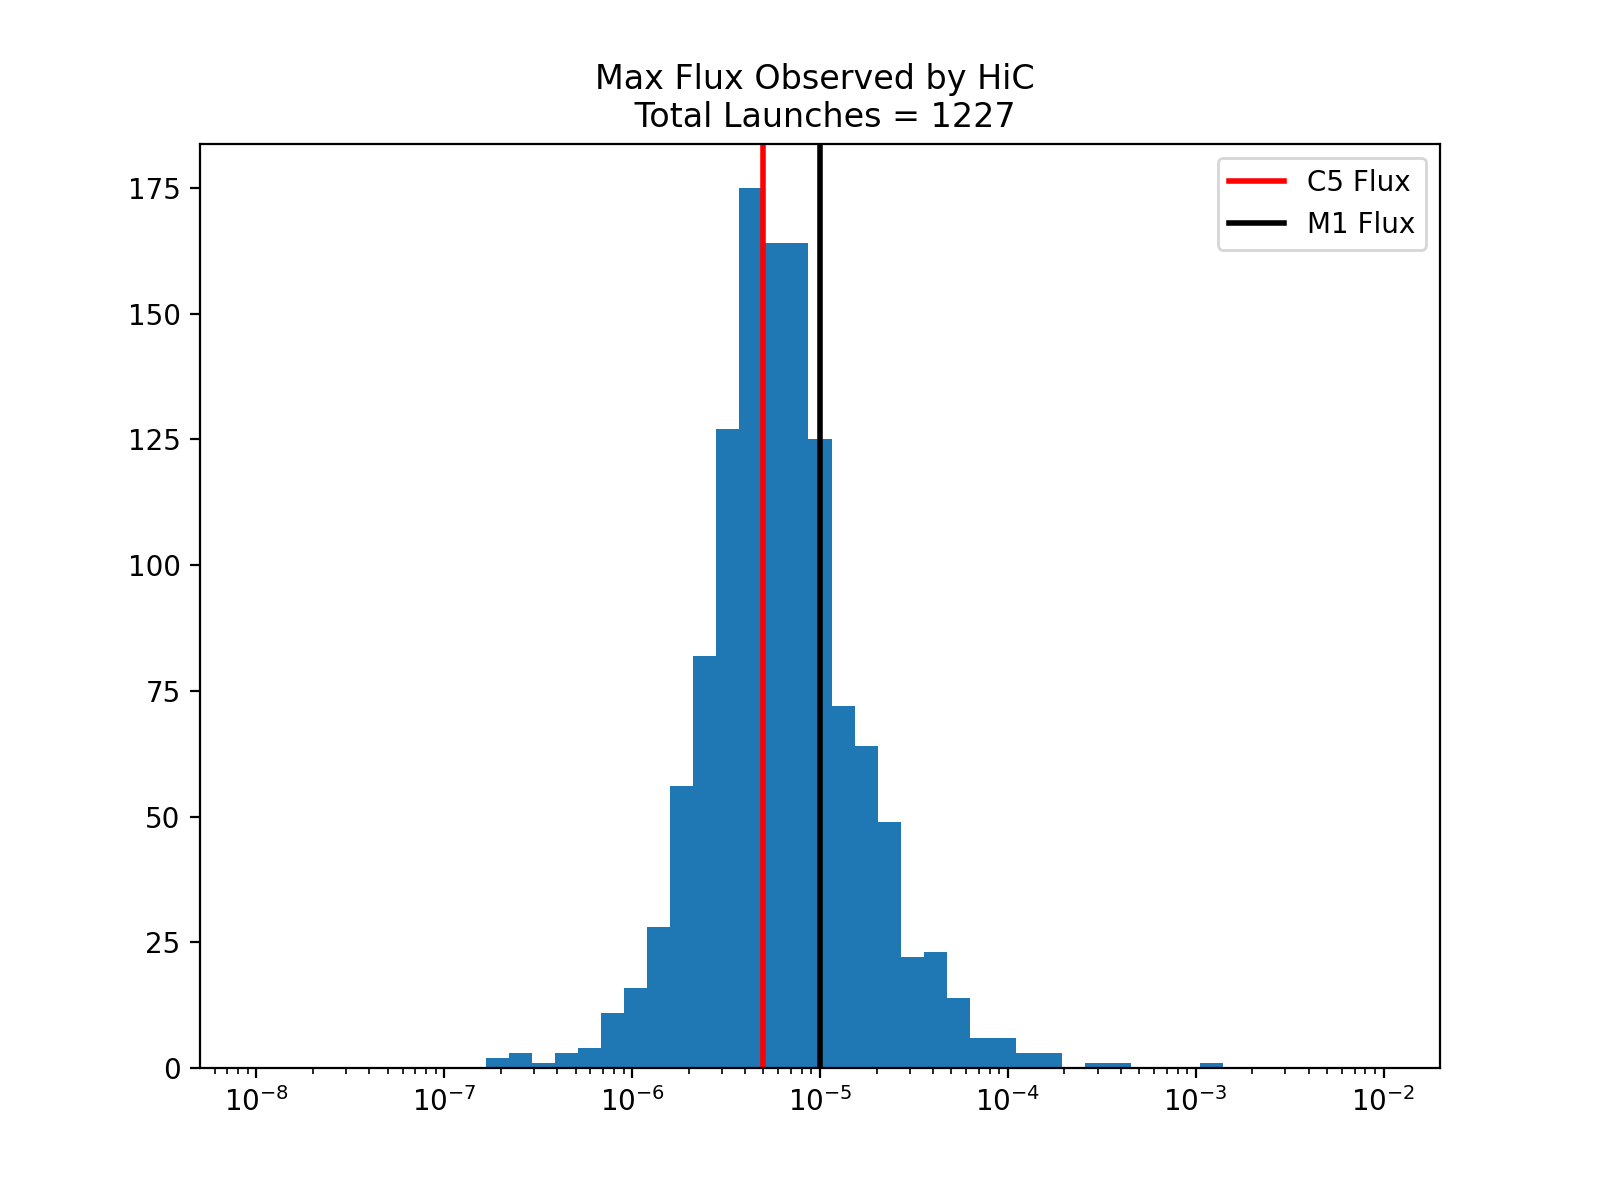 Max Flux Observed by HiC
Total Launches = 1227
C5 Flux
M1 Flux
175
150
125
100
75
50
25
0
10⁻⁸ 10⁻⁷ 10⁻⁶ 10⁻⁵ 10⁻⁴ 10⁻³ 10⁻²